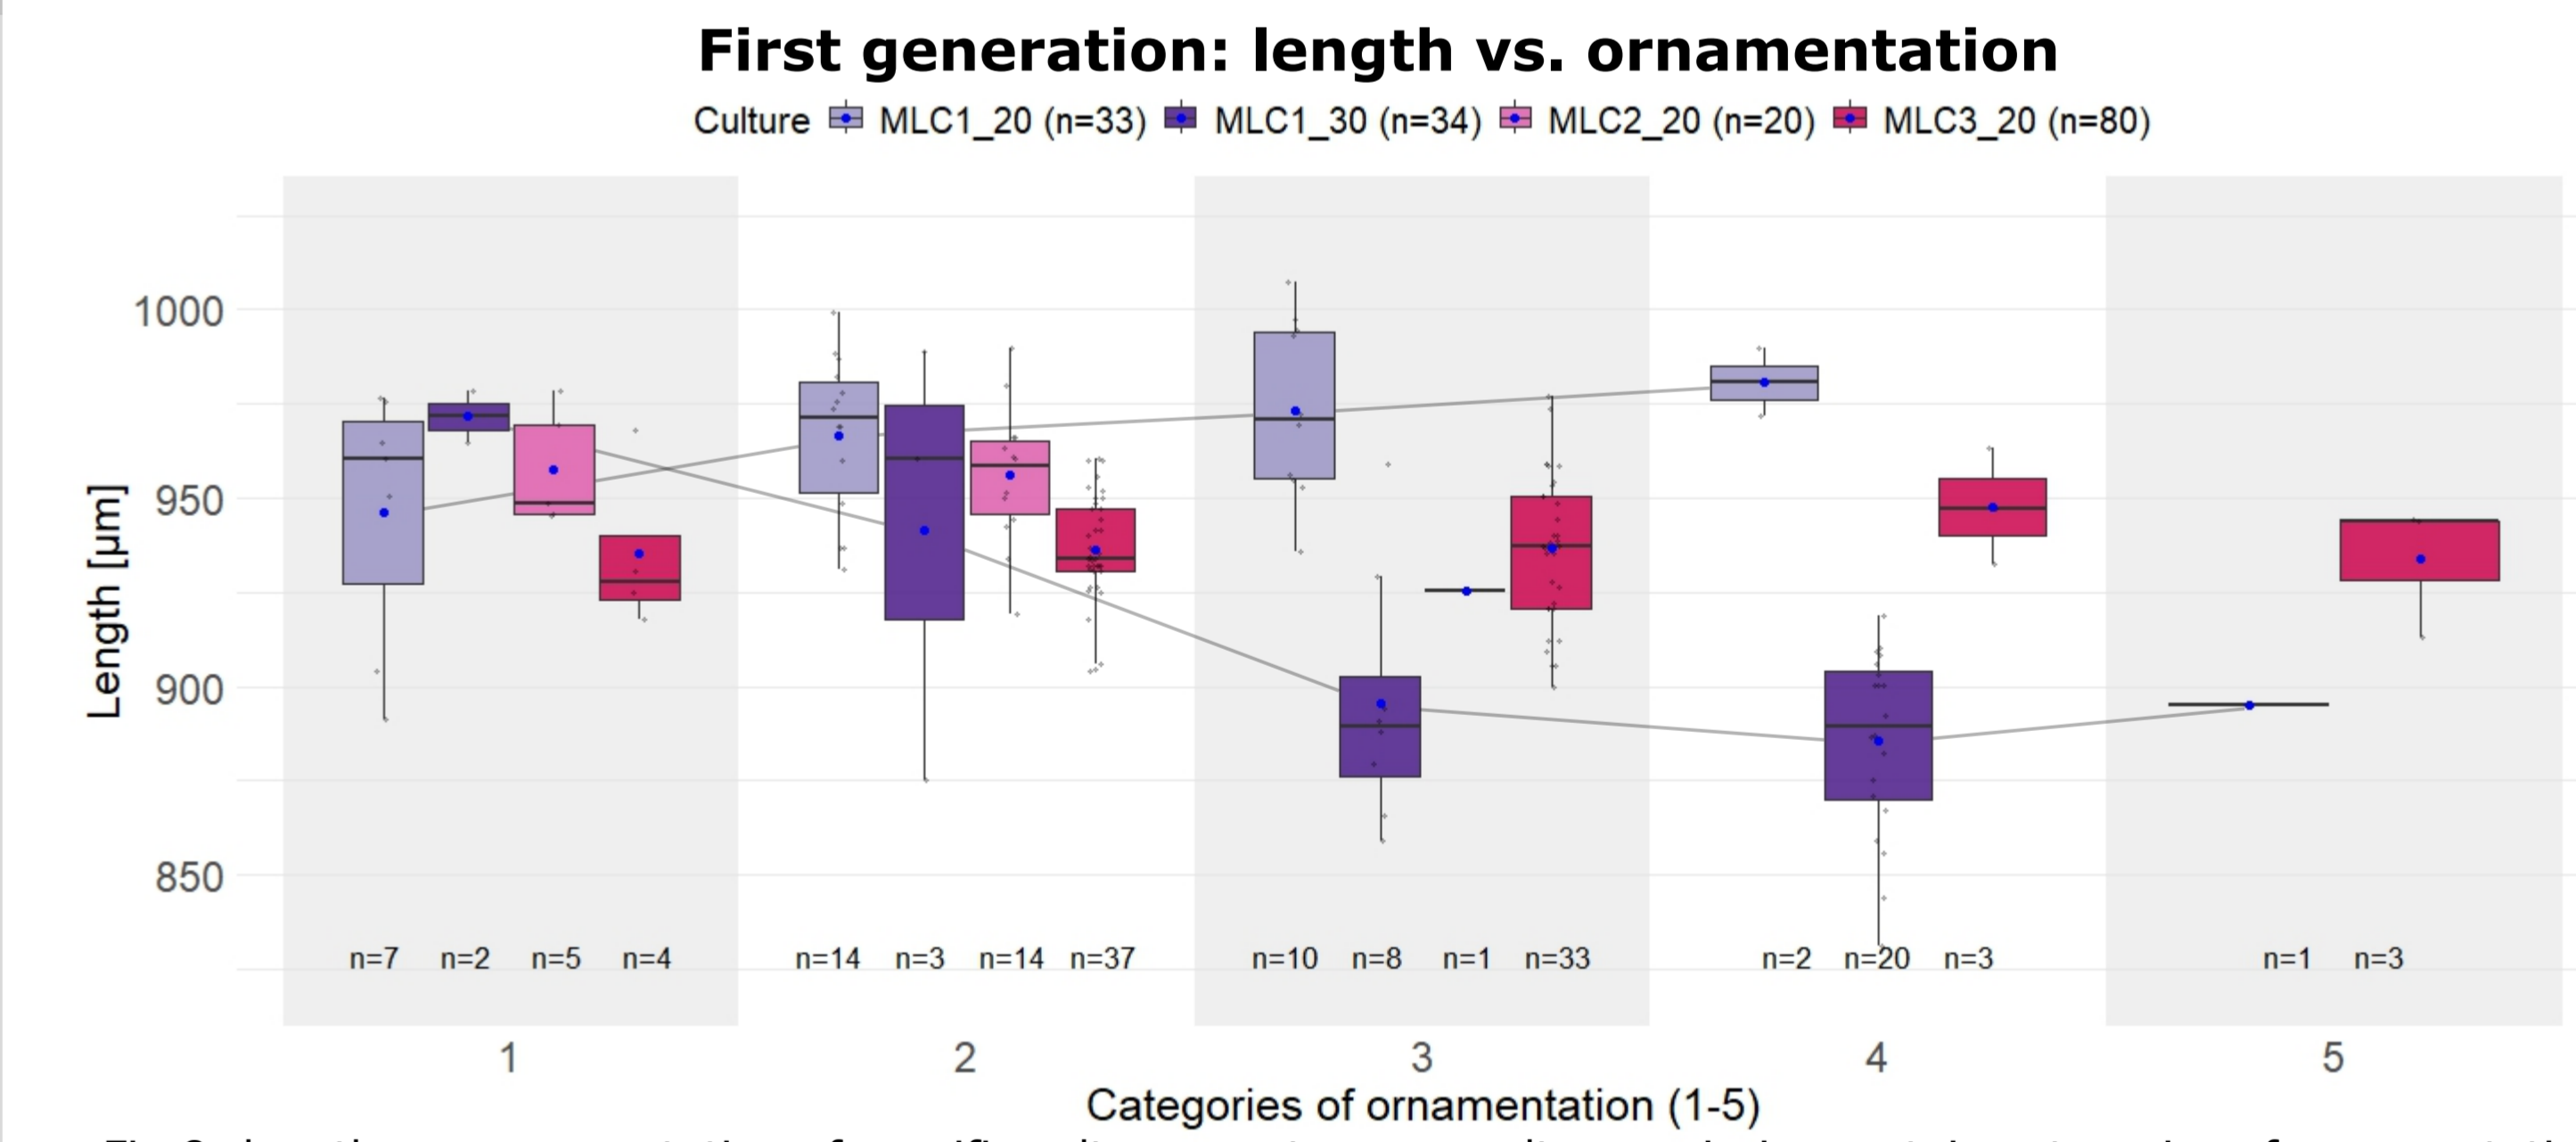 First generation: length vs. ornamentation
Culture MLC1_20 (n=33) MLC1_30 (n=34) MLC2_20 (n=20) MLC3_20 (n=80)
Length [µm]
1000
950
900
850
n=7 n=2 n=5 n=4 n=14 n=3 n=14 n=37 n=10 n=8 n=1 n=33 n=2 n=20 n=3 n=1 n=3
1 2 3 4 5
Categories of ornamentation (1-5)